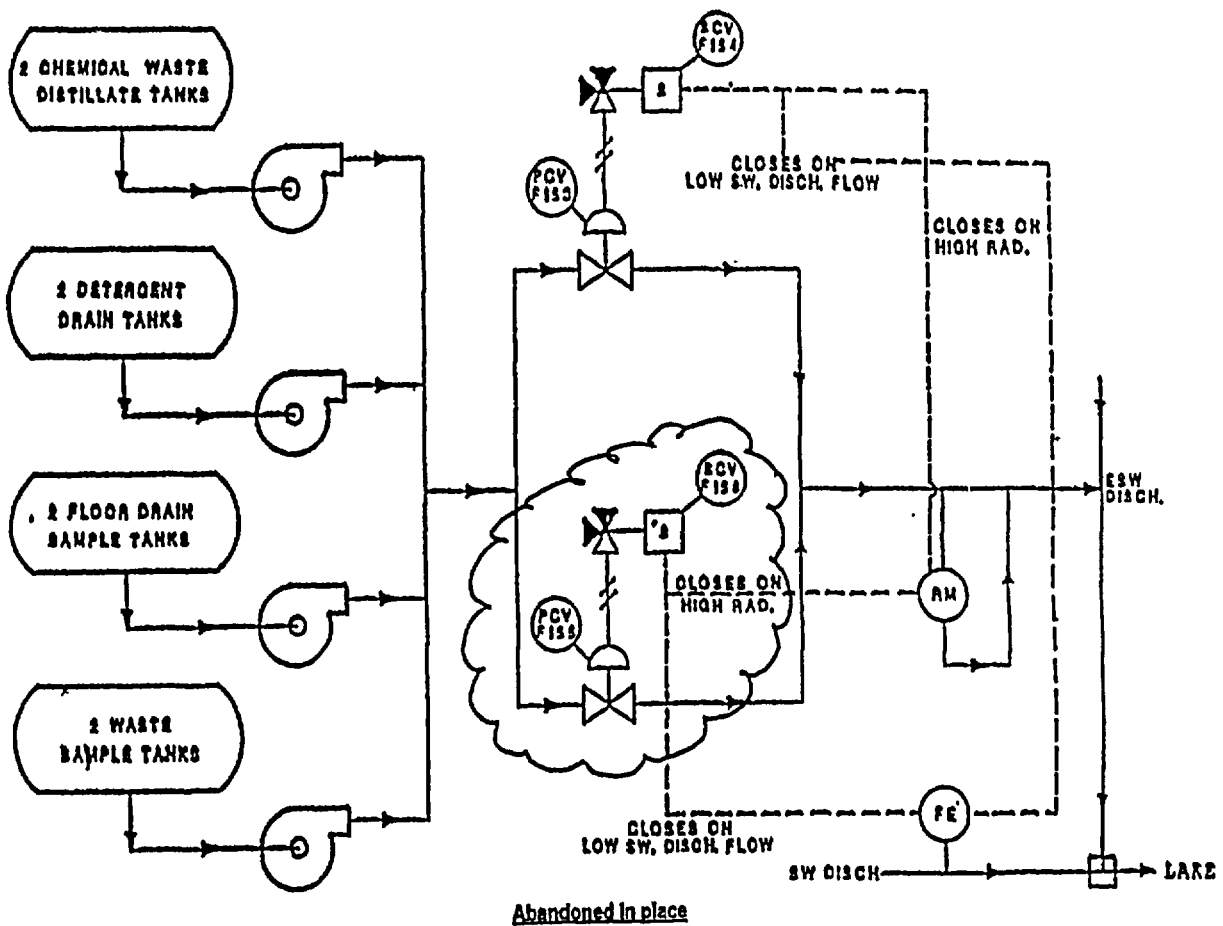 2 CHEMICAL WASTE
DISTILLATE TANKS
2 DETERGENT
DRAIN TANKS
2 FLOOR DRAIN
SAMPLE TANKS
2 WASTE
SAMPLE TANKS
S
CLOSES ON
LOW SW. DISCH. FLOW
CLOSES ON
HIGH RAD.
S
CLOSES ON
HIGH RAD.
RM
ESW
DISCH.
CLOSES ON
LOW SW. DISCH. FLOW
FE
SW DISCH
LAKE
Abandoned in place